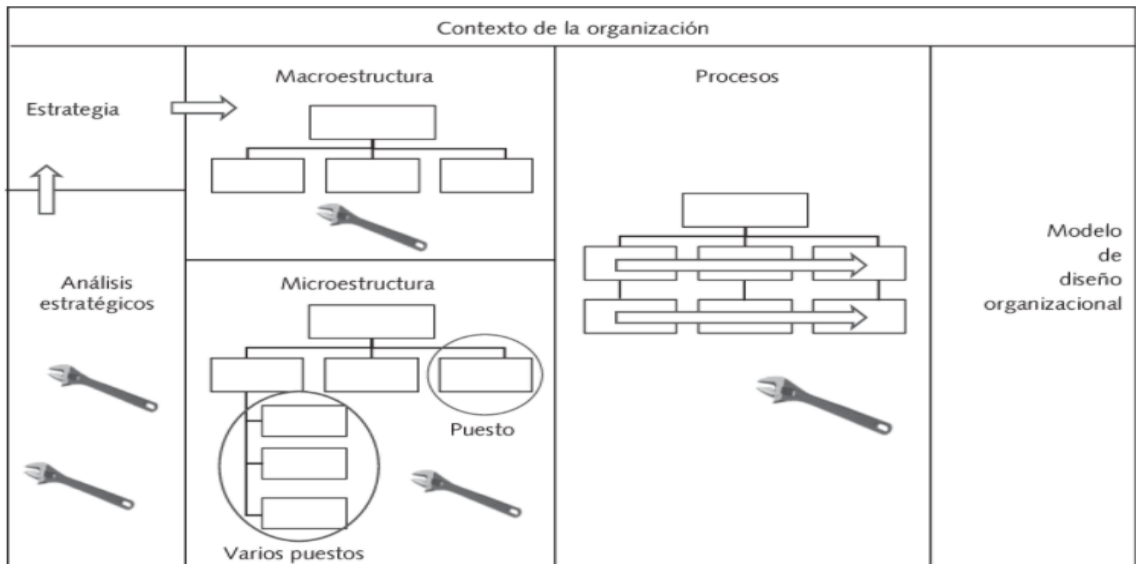 Contexto de la organización
Estrategia
Análisis
estratégicos
Macroestructura
Microestructura
Puesto
Varios puestos
Procesos
Modelo
de
diseño
organizacional